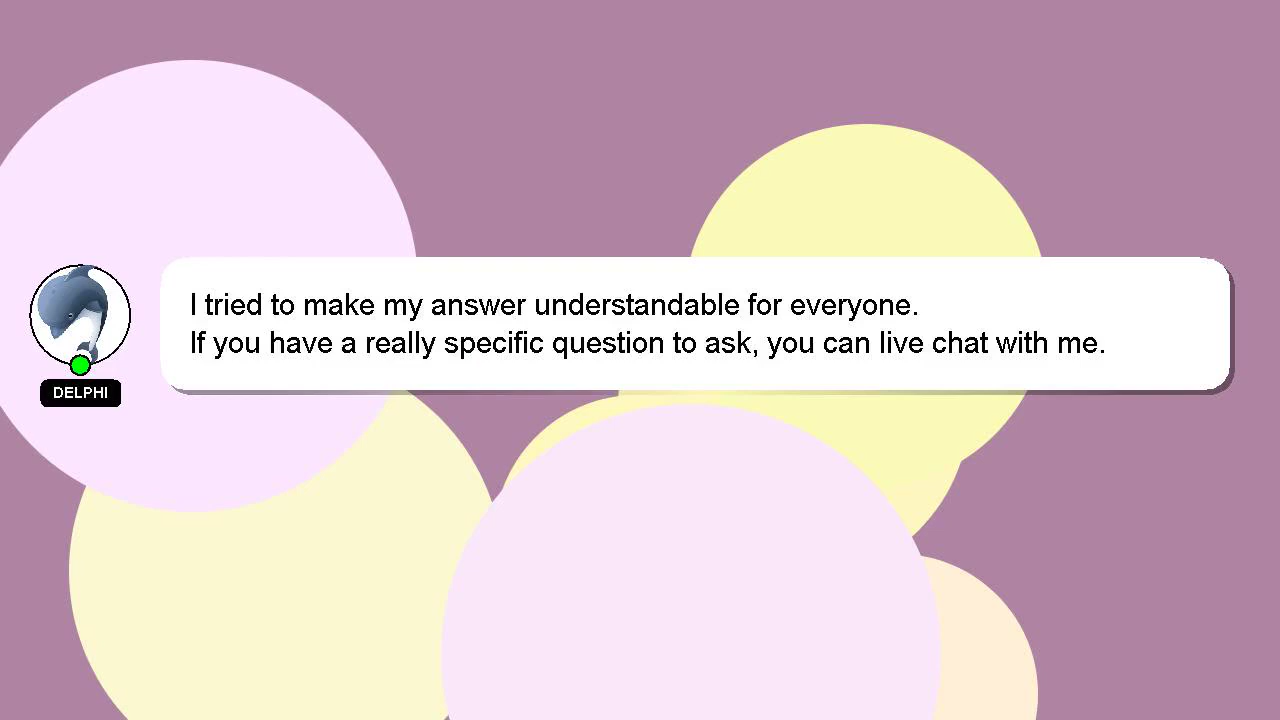 I tried to make my answer understandable for everyone.
If you have a really specific question to ask, you can live chat with me.
DELPHI